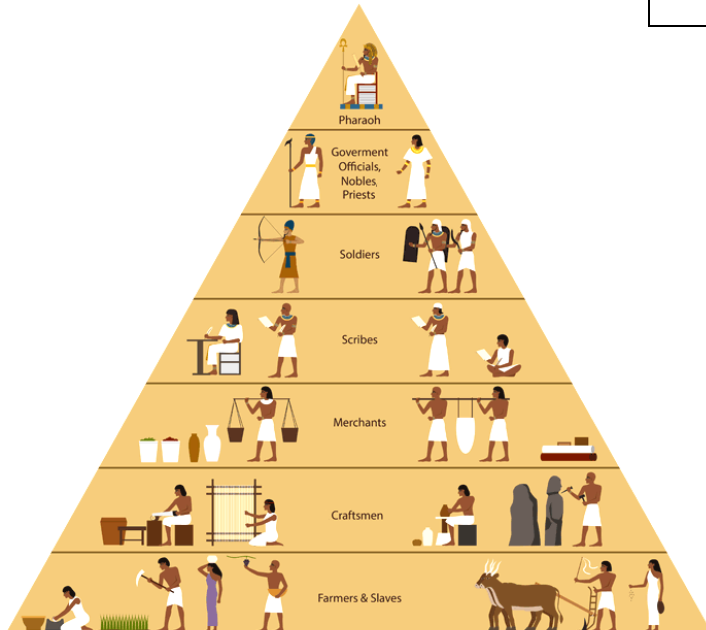 Pharaoh
Goverment
Officials,
Nobles,
Priests
Soldiers
Scribes
Merchants
Craftsmen
Farmers & Slaves